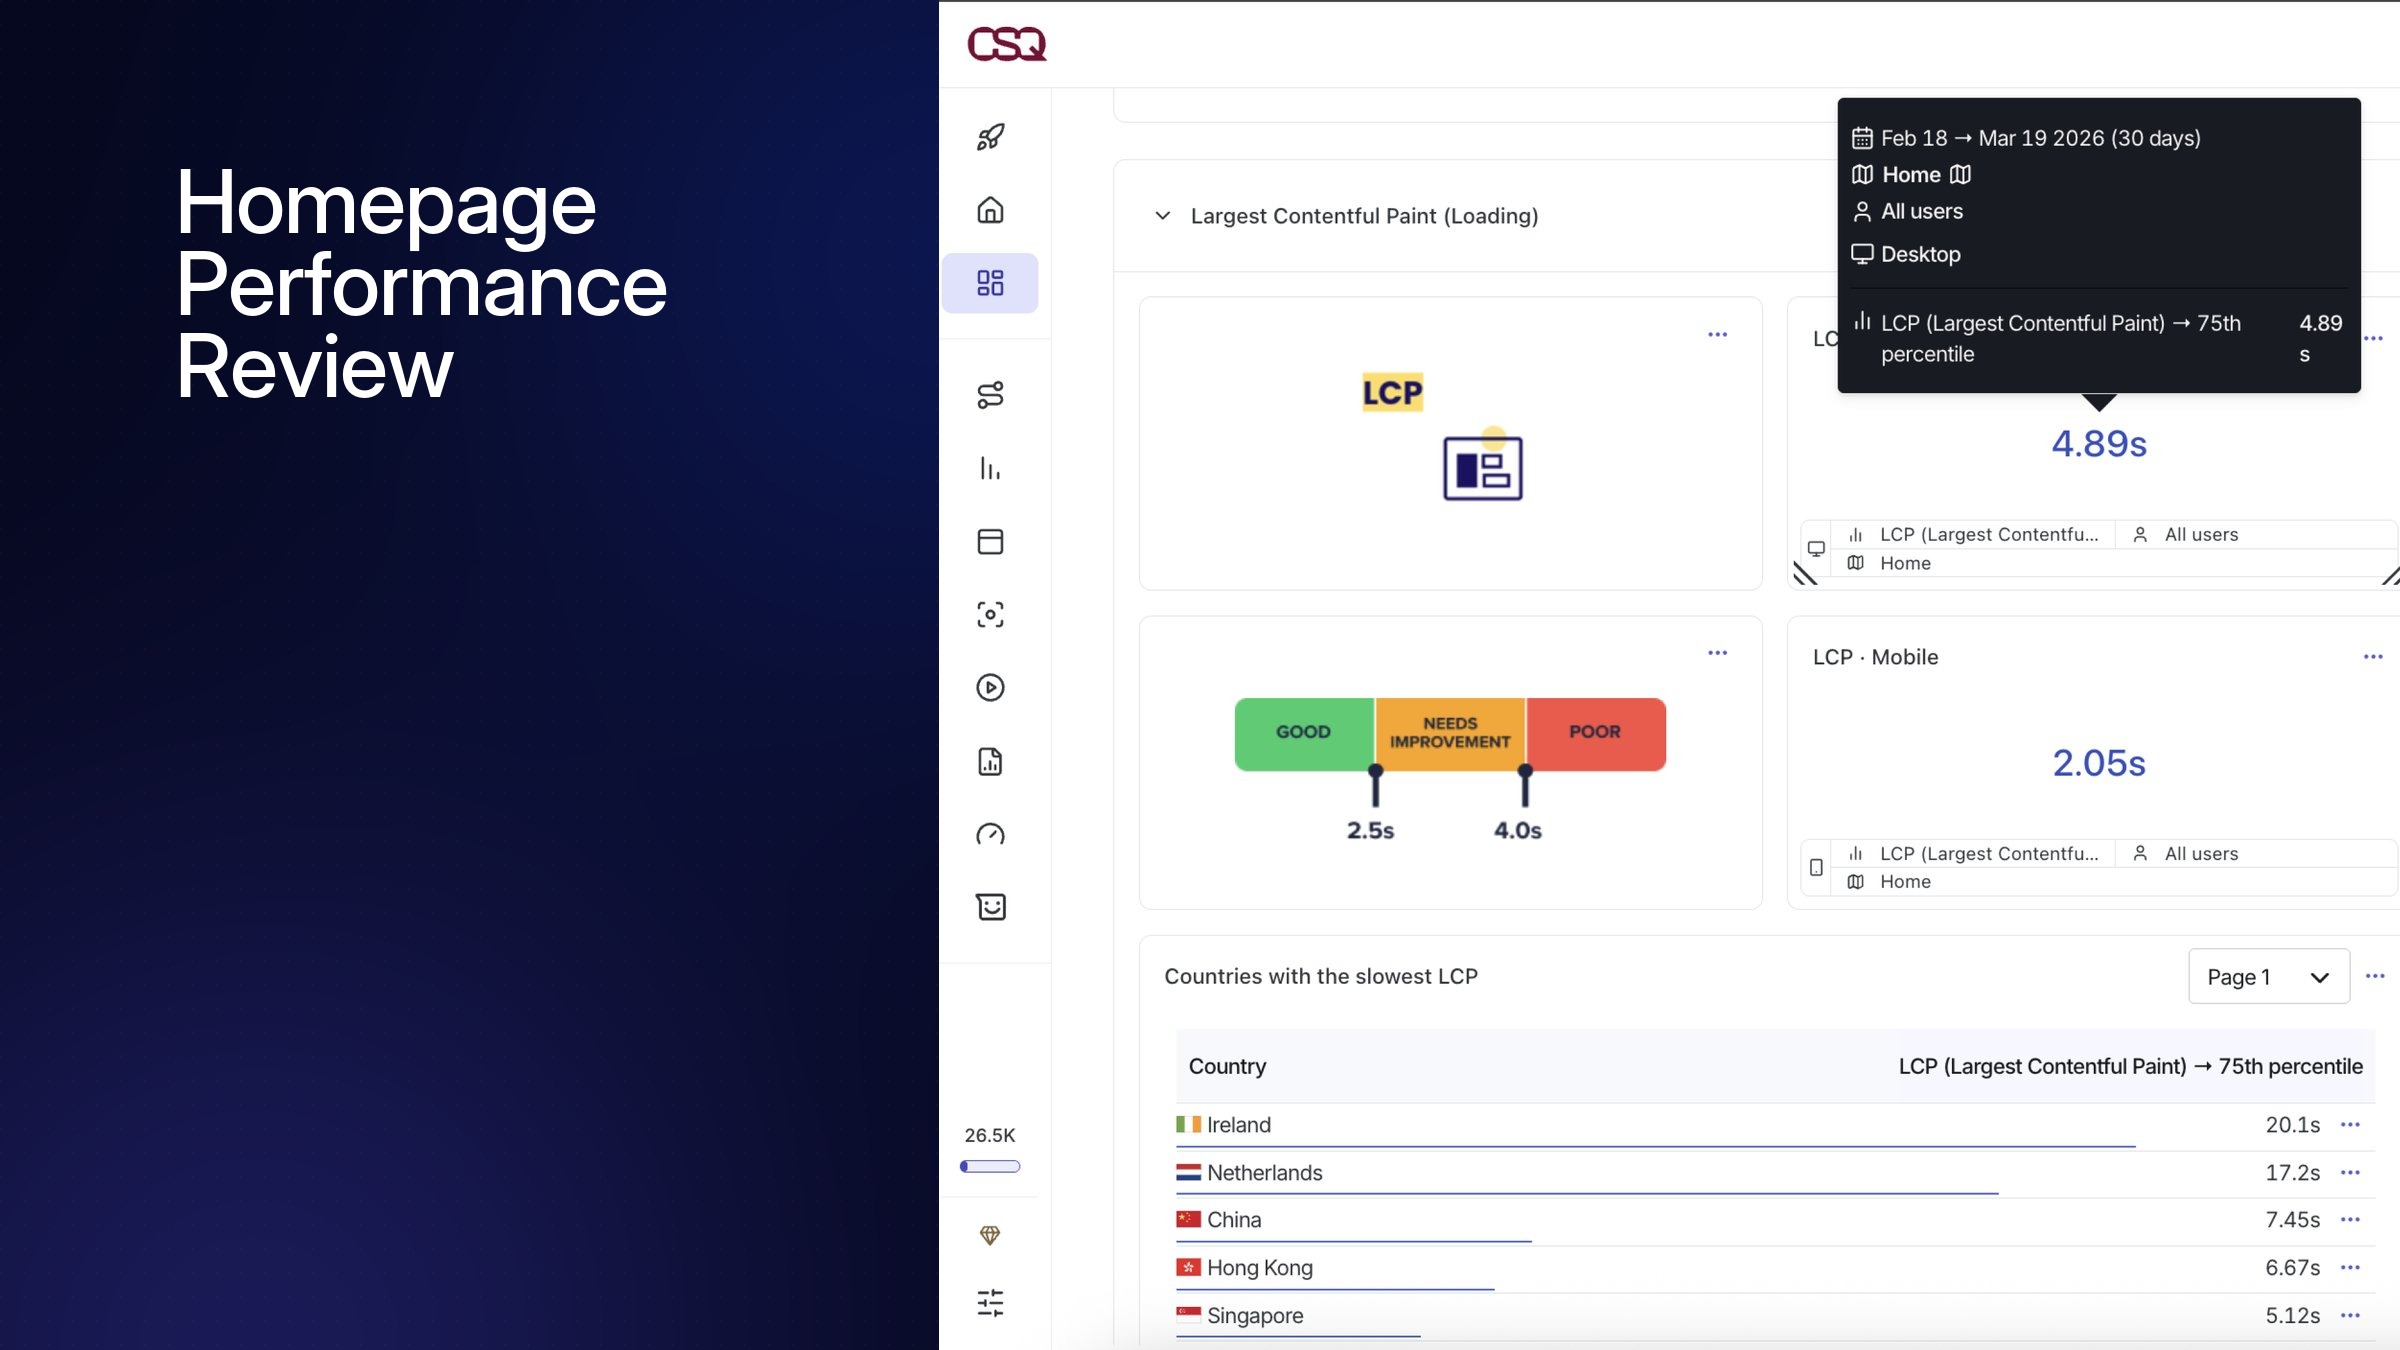 Homepage
Performance
Review
CSQ
Feb 18 → Mar 19 2026 (30 days)
Home
All users
Desktop
LCP (Largest Contentful Paint) → 75th percentile
4.89 s
Largest Contentful Paint (Loading)
LCP
LC
4.89s
LCP (Largest Contentfu...
All users
Home
GOOD
NEEDS IMPROVEMENT
POOR
2.5s
4.0s
LCP · Mobile
2.05s
LCP (Largest Contentfu...
All users
Home
Countries with the slowest LCP
Page 1
Country
LCP (Largest Contentful Paint) → 75th percentile
Ireland
20.1s
Netherlands
17.2s
China
7.45s
Hong Kong
6.67s
Singapore
5.12s
26.5K